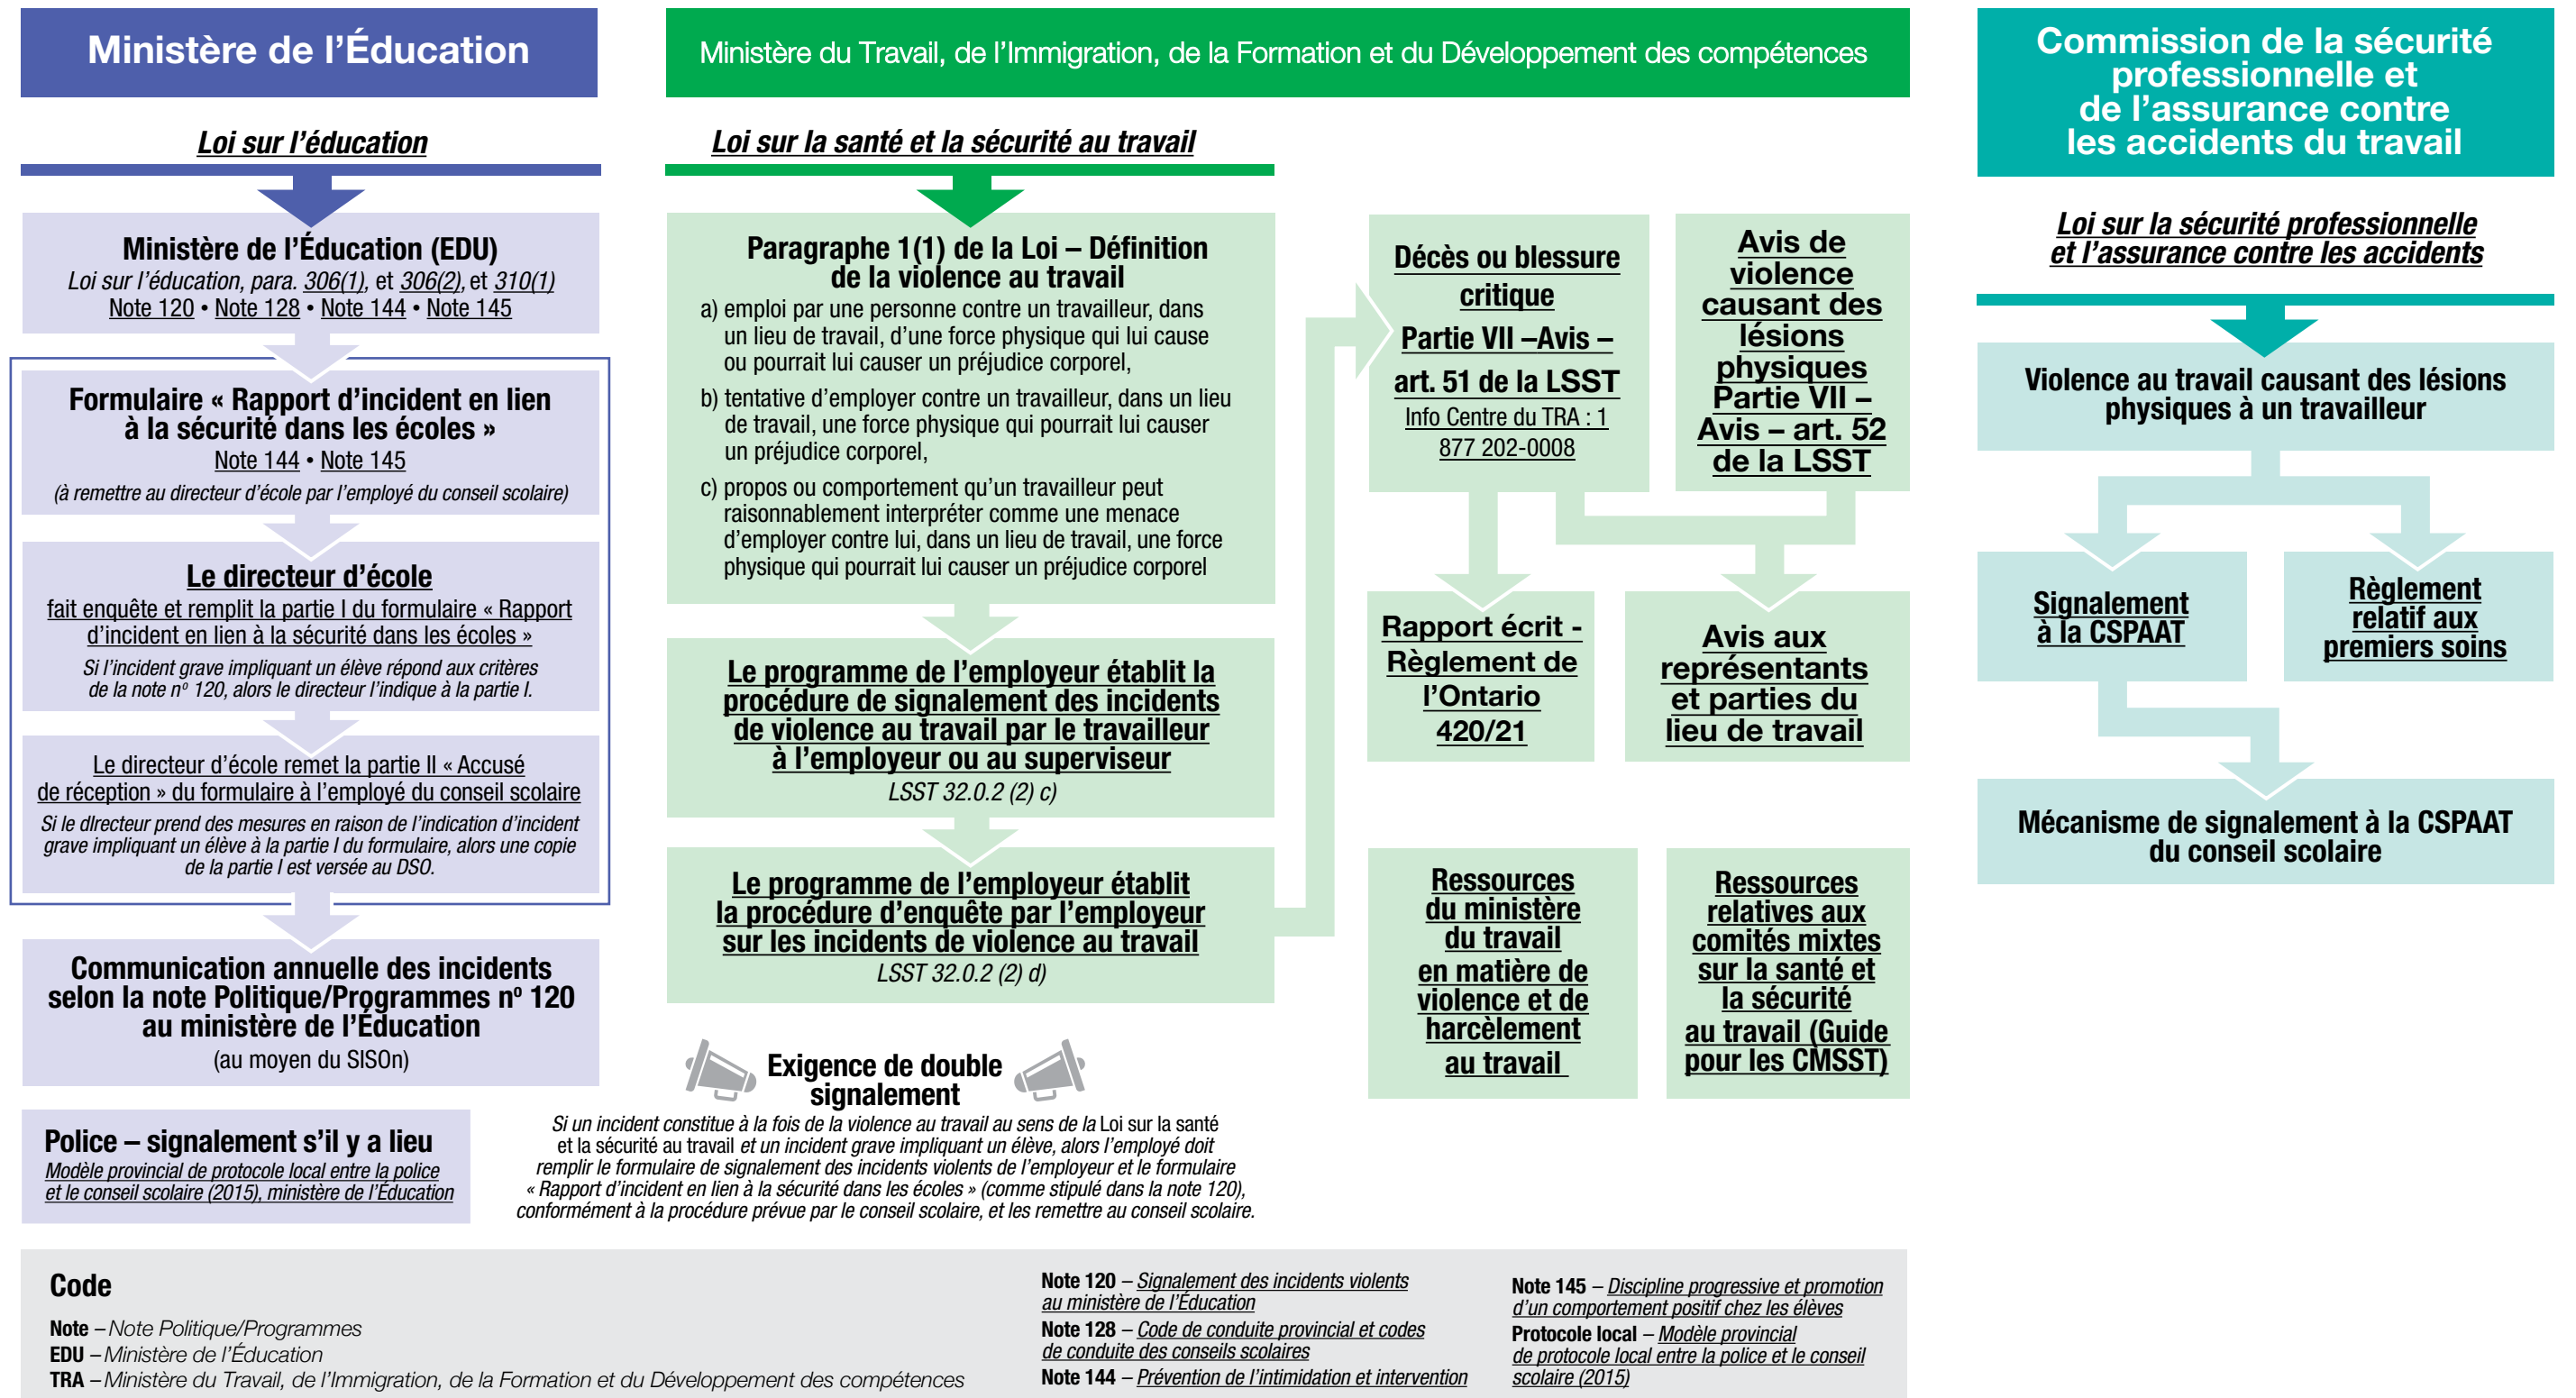 Ministère de l’Éducation
Loi sur l’éducation
Ministère de l’Éducation (EDU)
Loi sur l’éducation, para. 306(1), et 306(2), et 310(1)
Note 120 • Note 128 • Note 144 • Note 145
Formulaire « Rapport d’incident en lien
à la sécurité dans les écoles »
Note 144 • Note 145
(à remettre au directeur d’école par l’employé du conseil scolaire)
Le directeur d’école
fait enquête et remplit la partie I du formulaire « Rapport
d’incident en lien à la sécurité dans les écoles »
Si l’incident grave impliquant un élève répond aux critères
de la note nº 120, alors le directeur l’indique à la partie I.
Le directeur d’école remet la partie II « Accusé
de réception » du formulaire à l’employé du conseil scolaire
Si le dIrecteur prend des mesures en raison de l’indication d’incident
grave impliquant un élève à la partie I du formulaire, alors une copie
de la partie I est versée au DSO.
Communication annuelle des incidents
selon la note Politique/Programmes nº 120
au ministère de l’Éducation
(au moyen du SISOn)
Police – signalement s’il y a lieu
Modèle provincial de protocole local entre la police
et le conseil scolaire (2015), ministère de l’Éducation
Ministère du Travail, de l’Immigration, de la Formation et du Développement des compétences
Loi sur la santé et la sécurité au travail
Paragraphe 1(1) de la Loi – Définition
de la violence au travail
a) emploi par une personne contre un travailleur, dans
un lieu de travail, d’une force physique qui lui cause
ou pourrait lui causer un préjudice corporel,
b) tentative d’employer contre un travailleur, dans un lieu
de travail, une force physique qui pourrait lui causer
un préjudice corporel,
c) propos ou comportement qu’un travailleur peut
raisonnablement interpréter comme une menace
d’employer contre lui, dans un lieu de travail, une force
physique qui pourrait lui causer un préjudice corporel
Le programme de l’employeur établit la
procédure de signalement des incidents
de violence au travail par le travailleur
à l’employeur ou au superviseur
LSST 32.0.2 (2) c)
Le programme de l’employeur établit
la procédure d’enquête par l’employeur
sur les incidents de violence au travail
LSST 32.0.2 (2) d)
Exigence de double
signalement
Si un incident constitue à la fois de la violence au travail au sens de la Loi sur la santé
et la sécurité au travail et un incident grave impliquant un élève, alors l’employé doit
remplir le formulaire de signalement des incidents violents de l’employeur et le formulaire
« Rapport d’incident en lien à la sécurité dans les écoles » (comme stipulé dans la note 120),
conformément à la procédure prévue par le conseil scolaire, et les remettre au conseil scolaire.
Décès ou blessure
critique
Partie VII –Avis –
art. 51 de la LSST
Info Centre du TRA : 1
877 202-0008
Avis de
violence
causant des
lésions
physiques
Partie VII –
Avis – art. 52
de la LSST
Rapport écrit -
Règlement de
l’Ontario
420/21
Avis aux
représentants
et parties du
lieu de travail
Ressources
du ministère
du travail
en matière de
violence et de
harcèlement
au travail
Ressources
relatives aux
comités mixtes
sur la santé et
la sécurité
au travail (Guide
pour les CMSST)
Commission de la sécurité
professionnelle et
de l’assurance contre
les accidents du travail
Loi sur la sécurité professionnelle
et l’assurance contre les accidents
Violence au travail causant des lésions
physiques à un travailleur
Signalement
à la CSPAAT
Règlement
relatif aux
premiers soins
Mécanisme de signalement à la CSPAAT
du conseil scolaire
Code
Note – Note Politique/Programmes
EDU – Ministère de l’Éducation
TRA – Ministère du Travail, de l’Immigration, de la Formation et du Développement des compétences
Note 120 – Signalement des incidents violents
au ministère de l’Éducation
Note 128 – Code de conduite provincial et codes
de conduite des conseils scolaires
Note 144 – Prévention de l’intimidation et intervention
Note 145 – Discipline progressive et promotion
d’un comportement positif chez les élèves
Protocole local – Modèle provincial
de protocole local entre la police et le conseil
scolaire (2015)